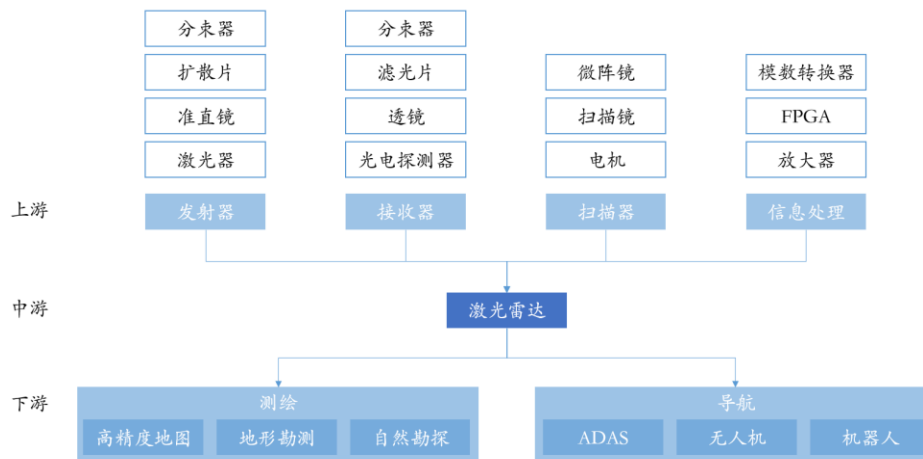 分束器 分束器
扩散片 滤光片 微阵镜 模数转换器
准直镜 透镜 扫描镜 FPGA
激光器 光电探测器 电机 放大器
上游 发射器 接收器 扫描器 信息处理
中游 激光雷达
下游 测绘 导航
高精度地图 地形勘测 自然勘探 ADAS 无人机 机器人